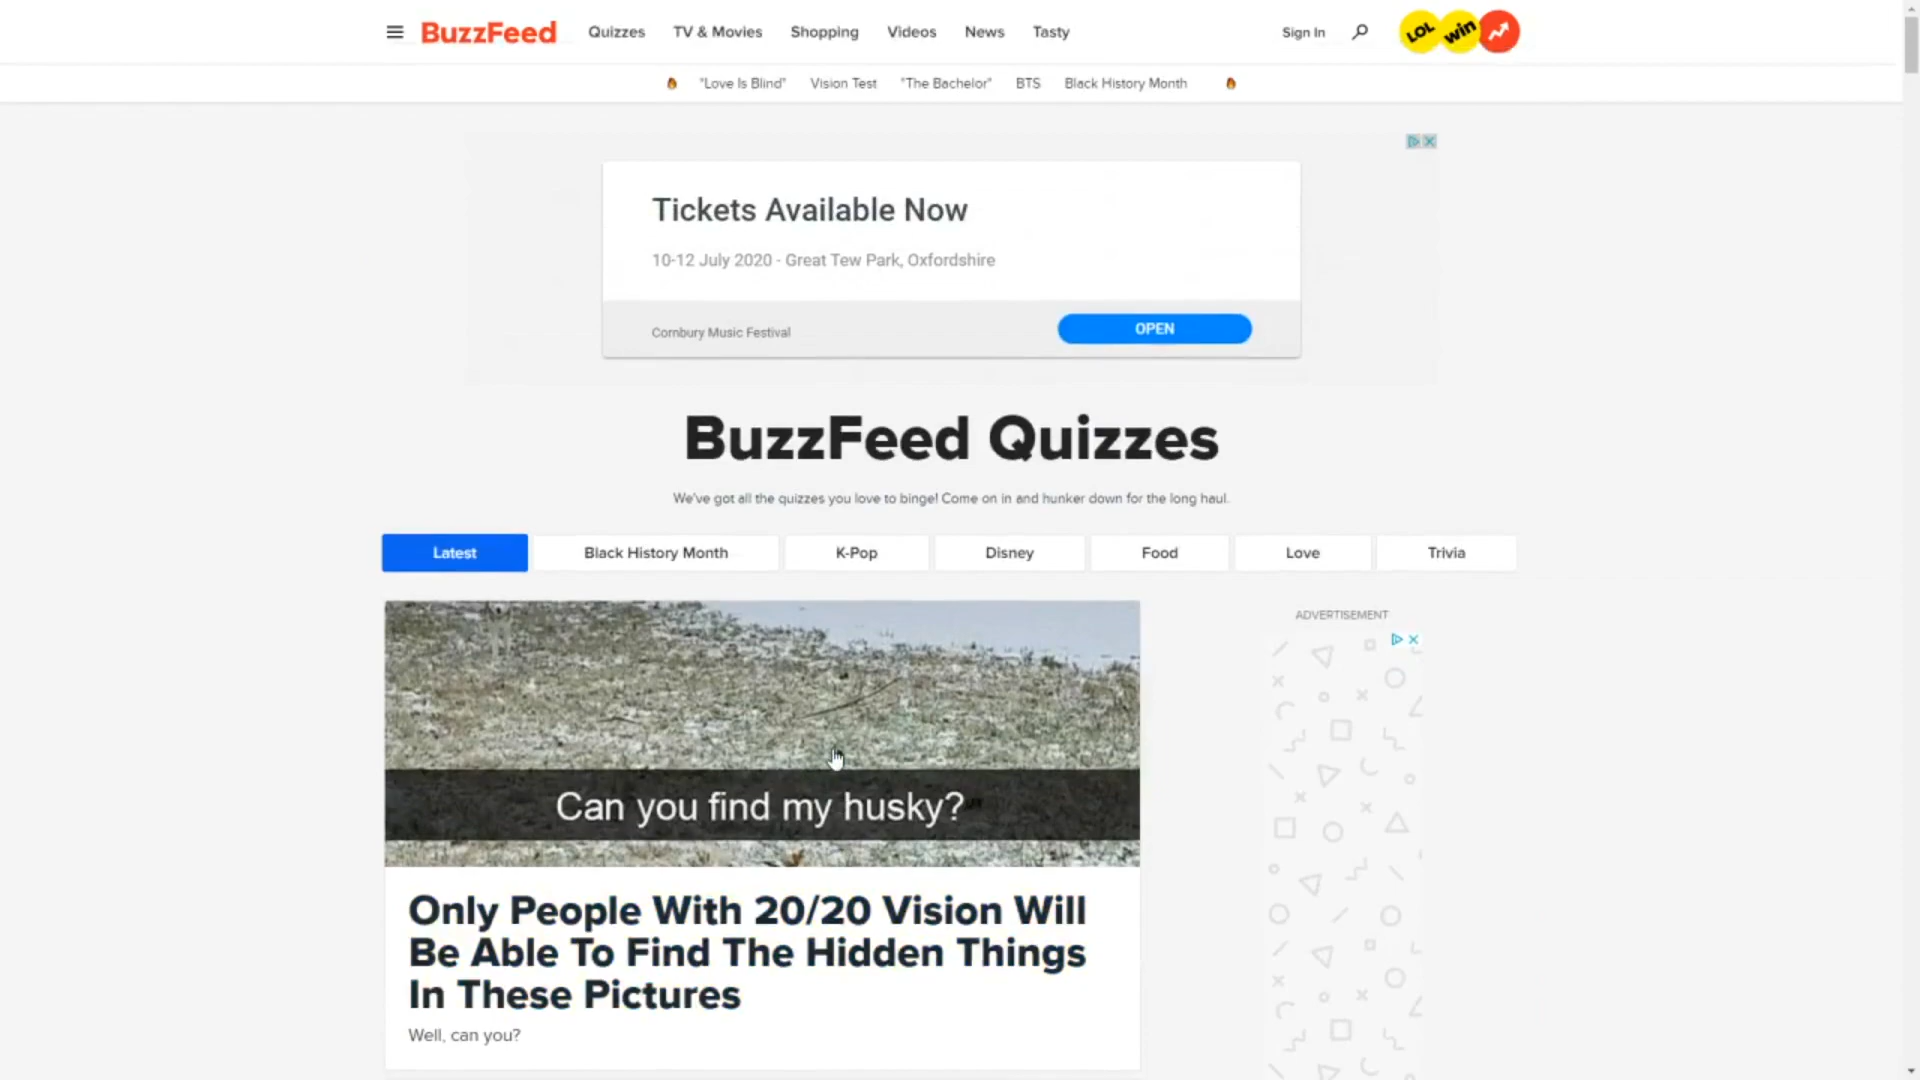 BuzzFeed Quizzes TV & Movies Shopping Videos News Tasty Sign In LOL win
"Love Is Blind" Vision Test "The Bachelor" BTS Black History Month
Tickets Available Now
10-12 July 2020 - Great Tew Park, Oxfordshire
Cornbury Music Festival OPEN
BuzzFeed Quizzes
We've got all the quizzes you love to binge! Come on in and hunker down for the long haul.
Latest Black History Month K-Pop Disney Food Love Trivia
ADVERTISEMENT
Can you find my husky?
Only People With 20/20 Vision Will
Be Able To Find The Hidden Things
In These Pictures
Well, can you?